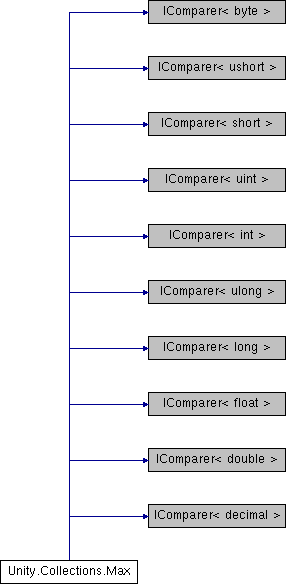 IComparer< byte >
IComparer< ushort >
IComparer< short >
IComparer< uint >
IComparer< int >
IComparer< ulong >
IComparer< long >
IComparer< float >
IComparer< double >
IComparer< decimal >
Unity.Collections.Max